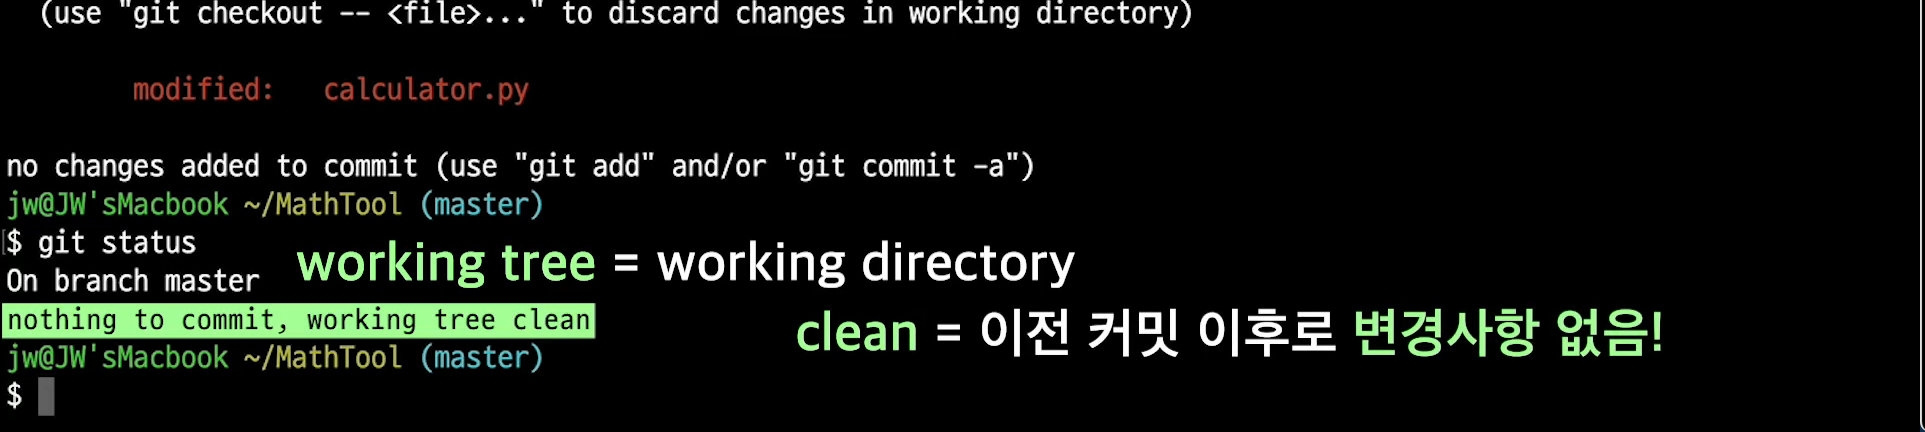 (use "git checkout -- <file>..." to discard changes in working directory)
modified:   calculator.py
no changes added to commit (use "git add" and/or "git commit -a")
jw@JW'sMacbook ~/MathTool (master)
$ git status
working tree = working directory
On branch master
nothing to commit, working tree clean
clean = 이전 커밋 이후로 변경사항 없음!
jw@JW'sMacbook ~/MathTool (master)
$